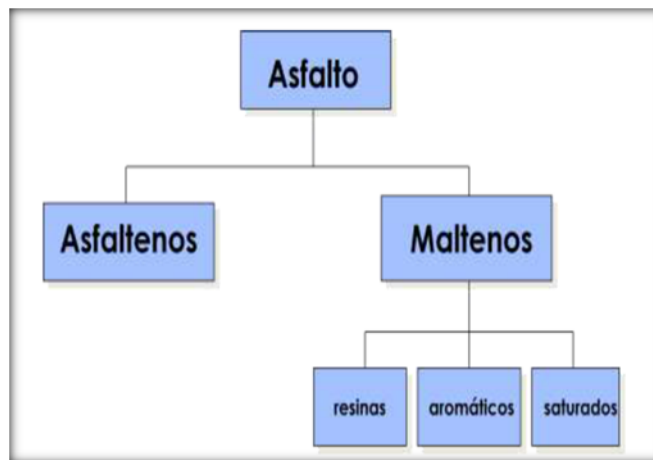 Asfalto
Asfaltenos
Maltenos
resinas
aromáticos
saturados